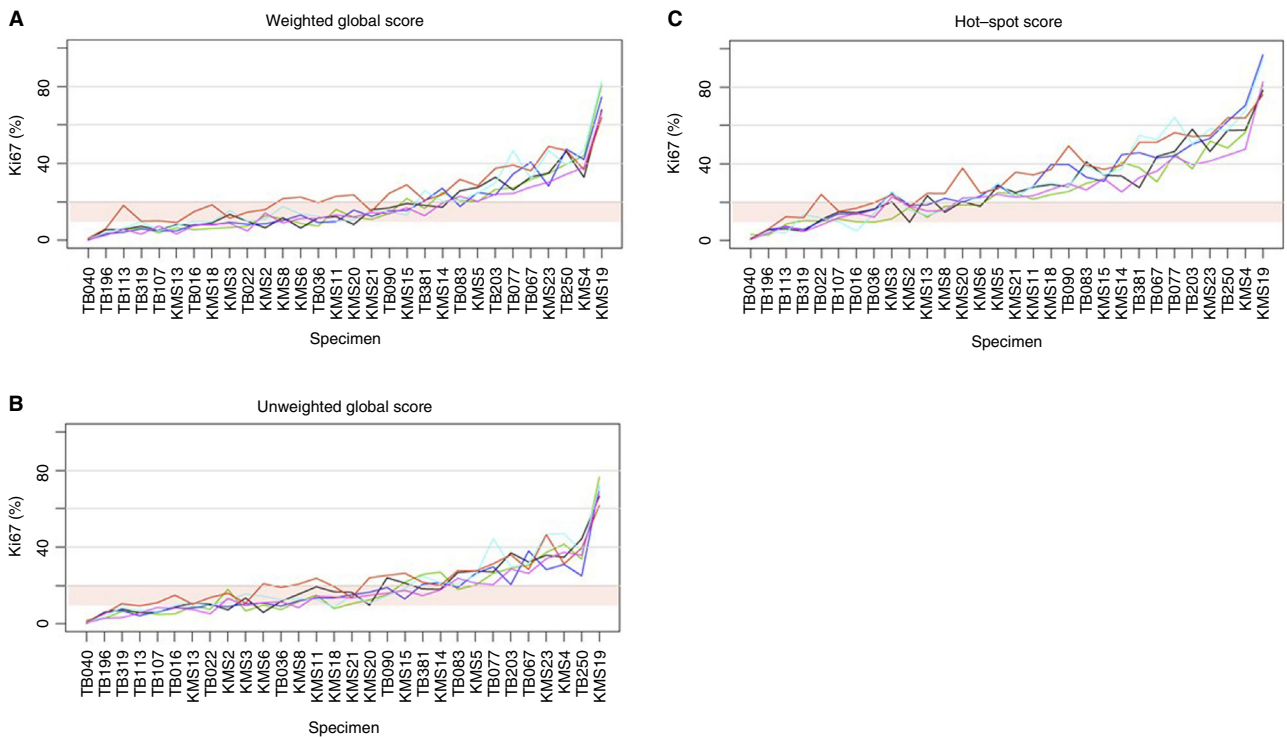 A
Weighted global score
Ki67 (%)
80
40
0
TB040 TB196 TB113 TB319 TB107 KMS13 TB016 KMS18 KMS3 TB022 KMS2 KMS8 KMS6 TB036 KMS11 KMS20 KMS21 TB090 KMS15 TB381 KMS14 TB083 KMS5 TB203 TB077 TB067 KMS23 TB250 KMS4 KMS19
Specimen
C
Hot–spot score
Ki67 (%)
80
40
0
TB040 TB196 TB113 TB319 TB022 TB107 TB016 TB036 KMS3 KMS2 KMS13 KMS8 KMS20 KMS6 KMS5 KMS21 KMS11 KMS18 TB090 TB083 KMS15 KMS14 TB381 TB067 TB077 TB203 KMS23 TB250 KMS4 KMS19
Specimen
B
Unweighted global score
Ki67 (%)
80
40
0
TB040 TB196 TB319 TB113 TB107 TB016 KMS13 TB022 KMS2 KMS3 KMS6 TB036 KMS8 KMS11 KMS18 KMS21 KMS20 TB090 KMS15 TB381 KMS14 TB083 KMS5 TB077 TB203 TB067 KMS23 KMS4 TB250 KMS19
Specimen